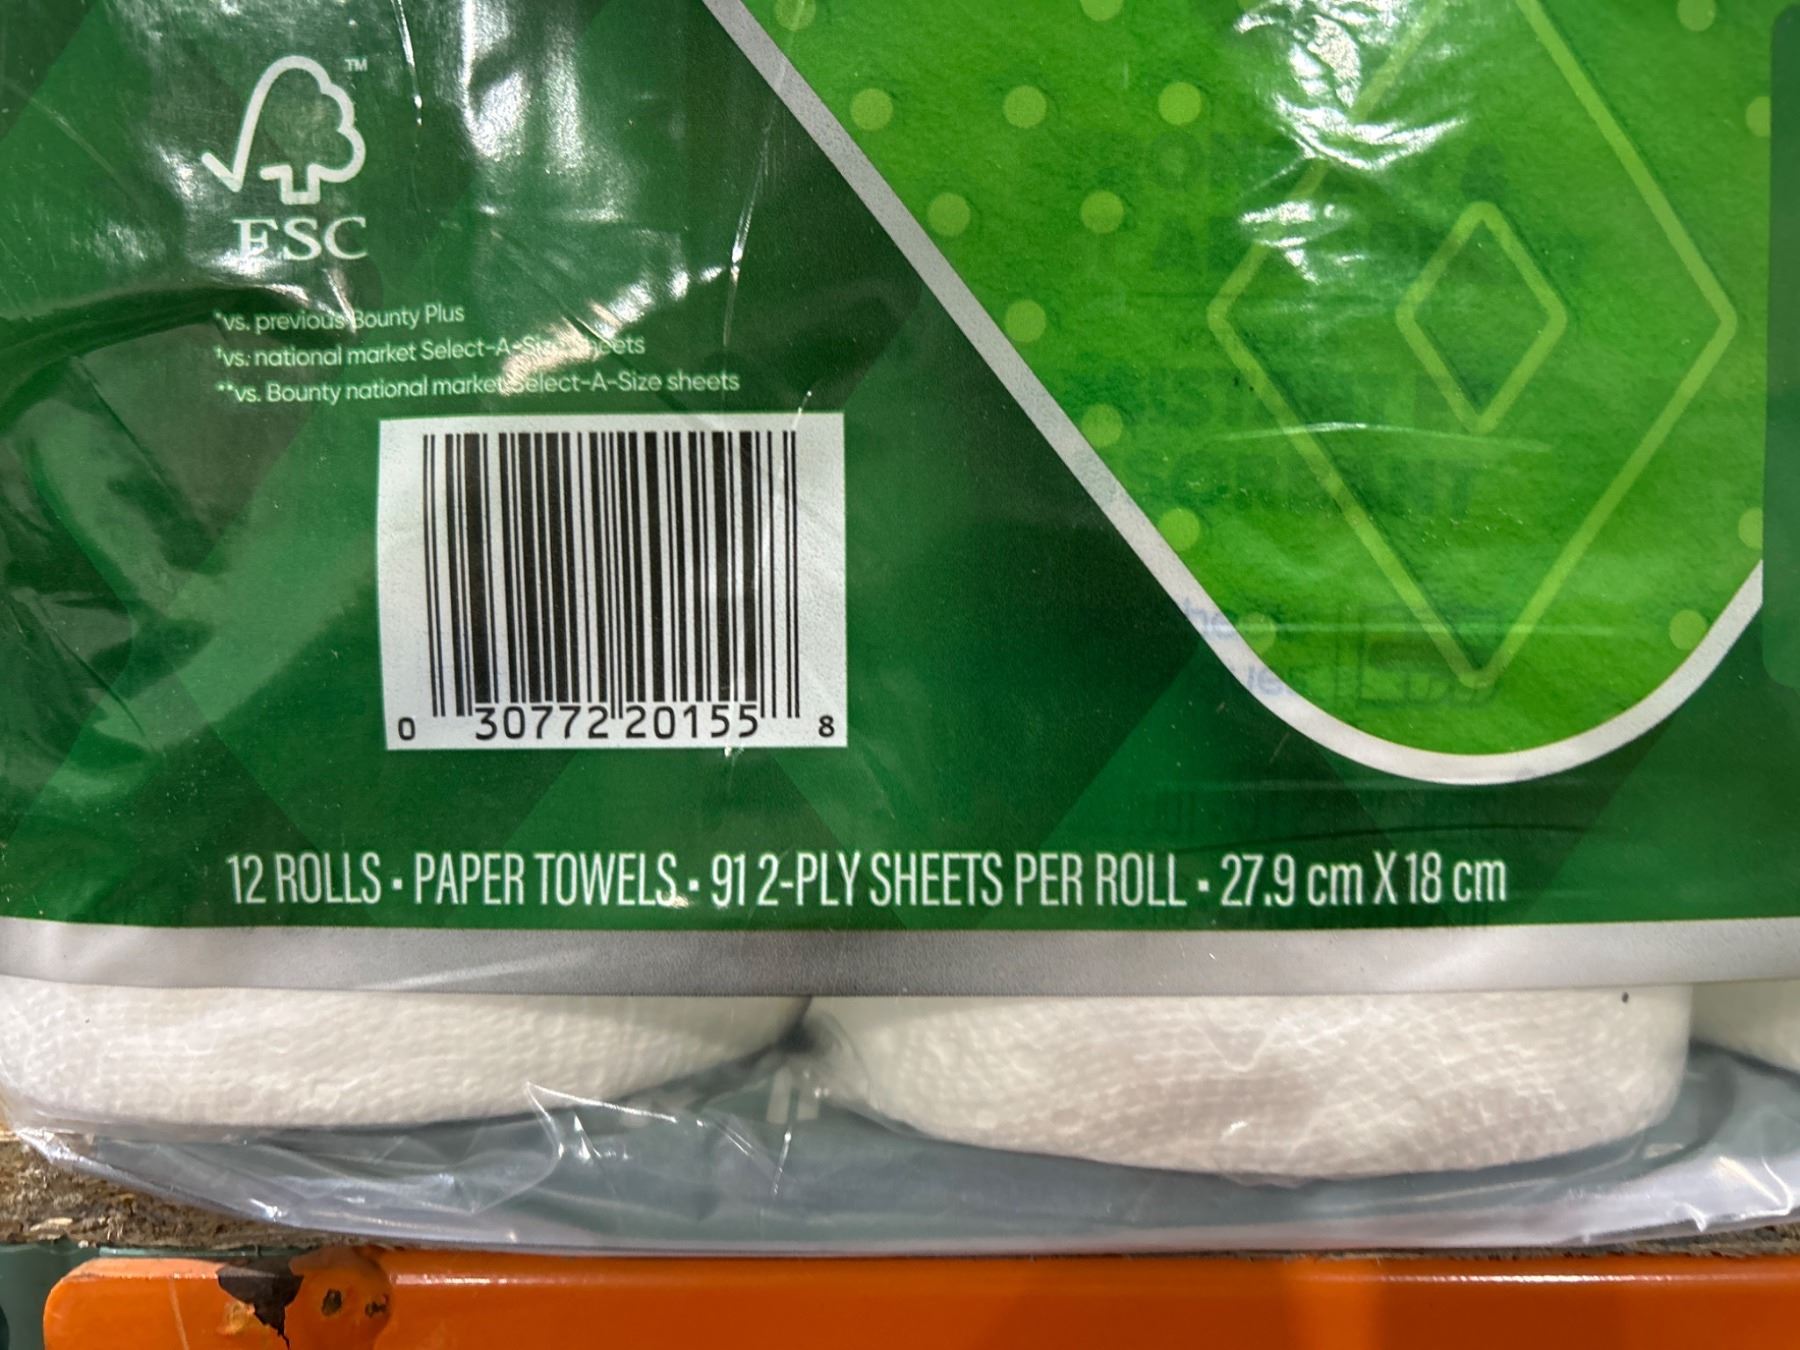 TM
FSC
*vs. previous Bounty Plus
†vs. national market Select-A-Size sheets
**vs. Bounty national market Select-A-Size sheets
0 30772 20155 8
12 ROLLS · PAPER TOWELS · 91 2-PLY SHEETS PER ROLL · 27.9 cm X 18 cm